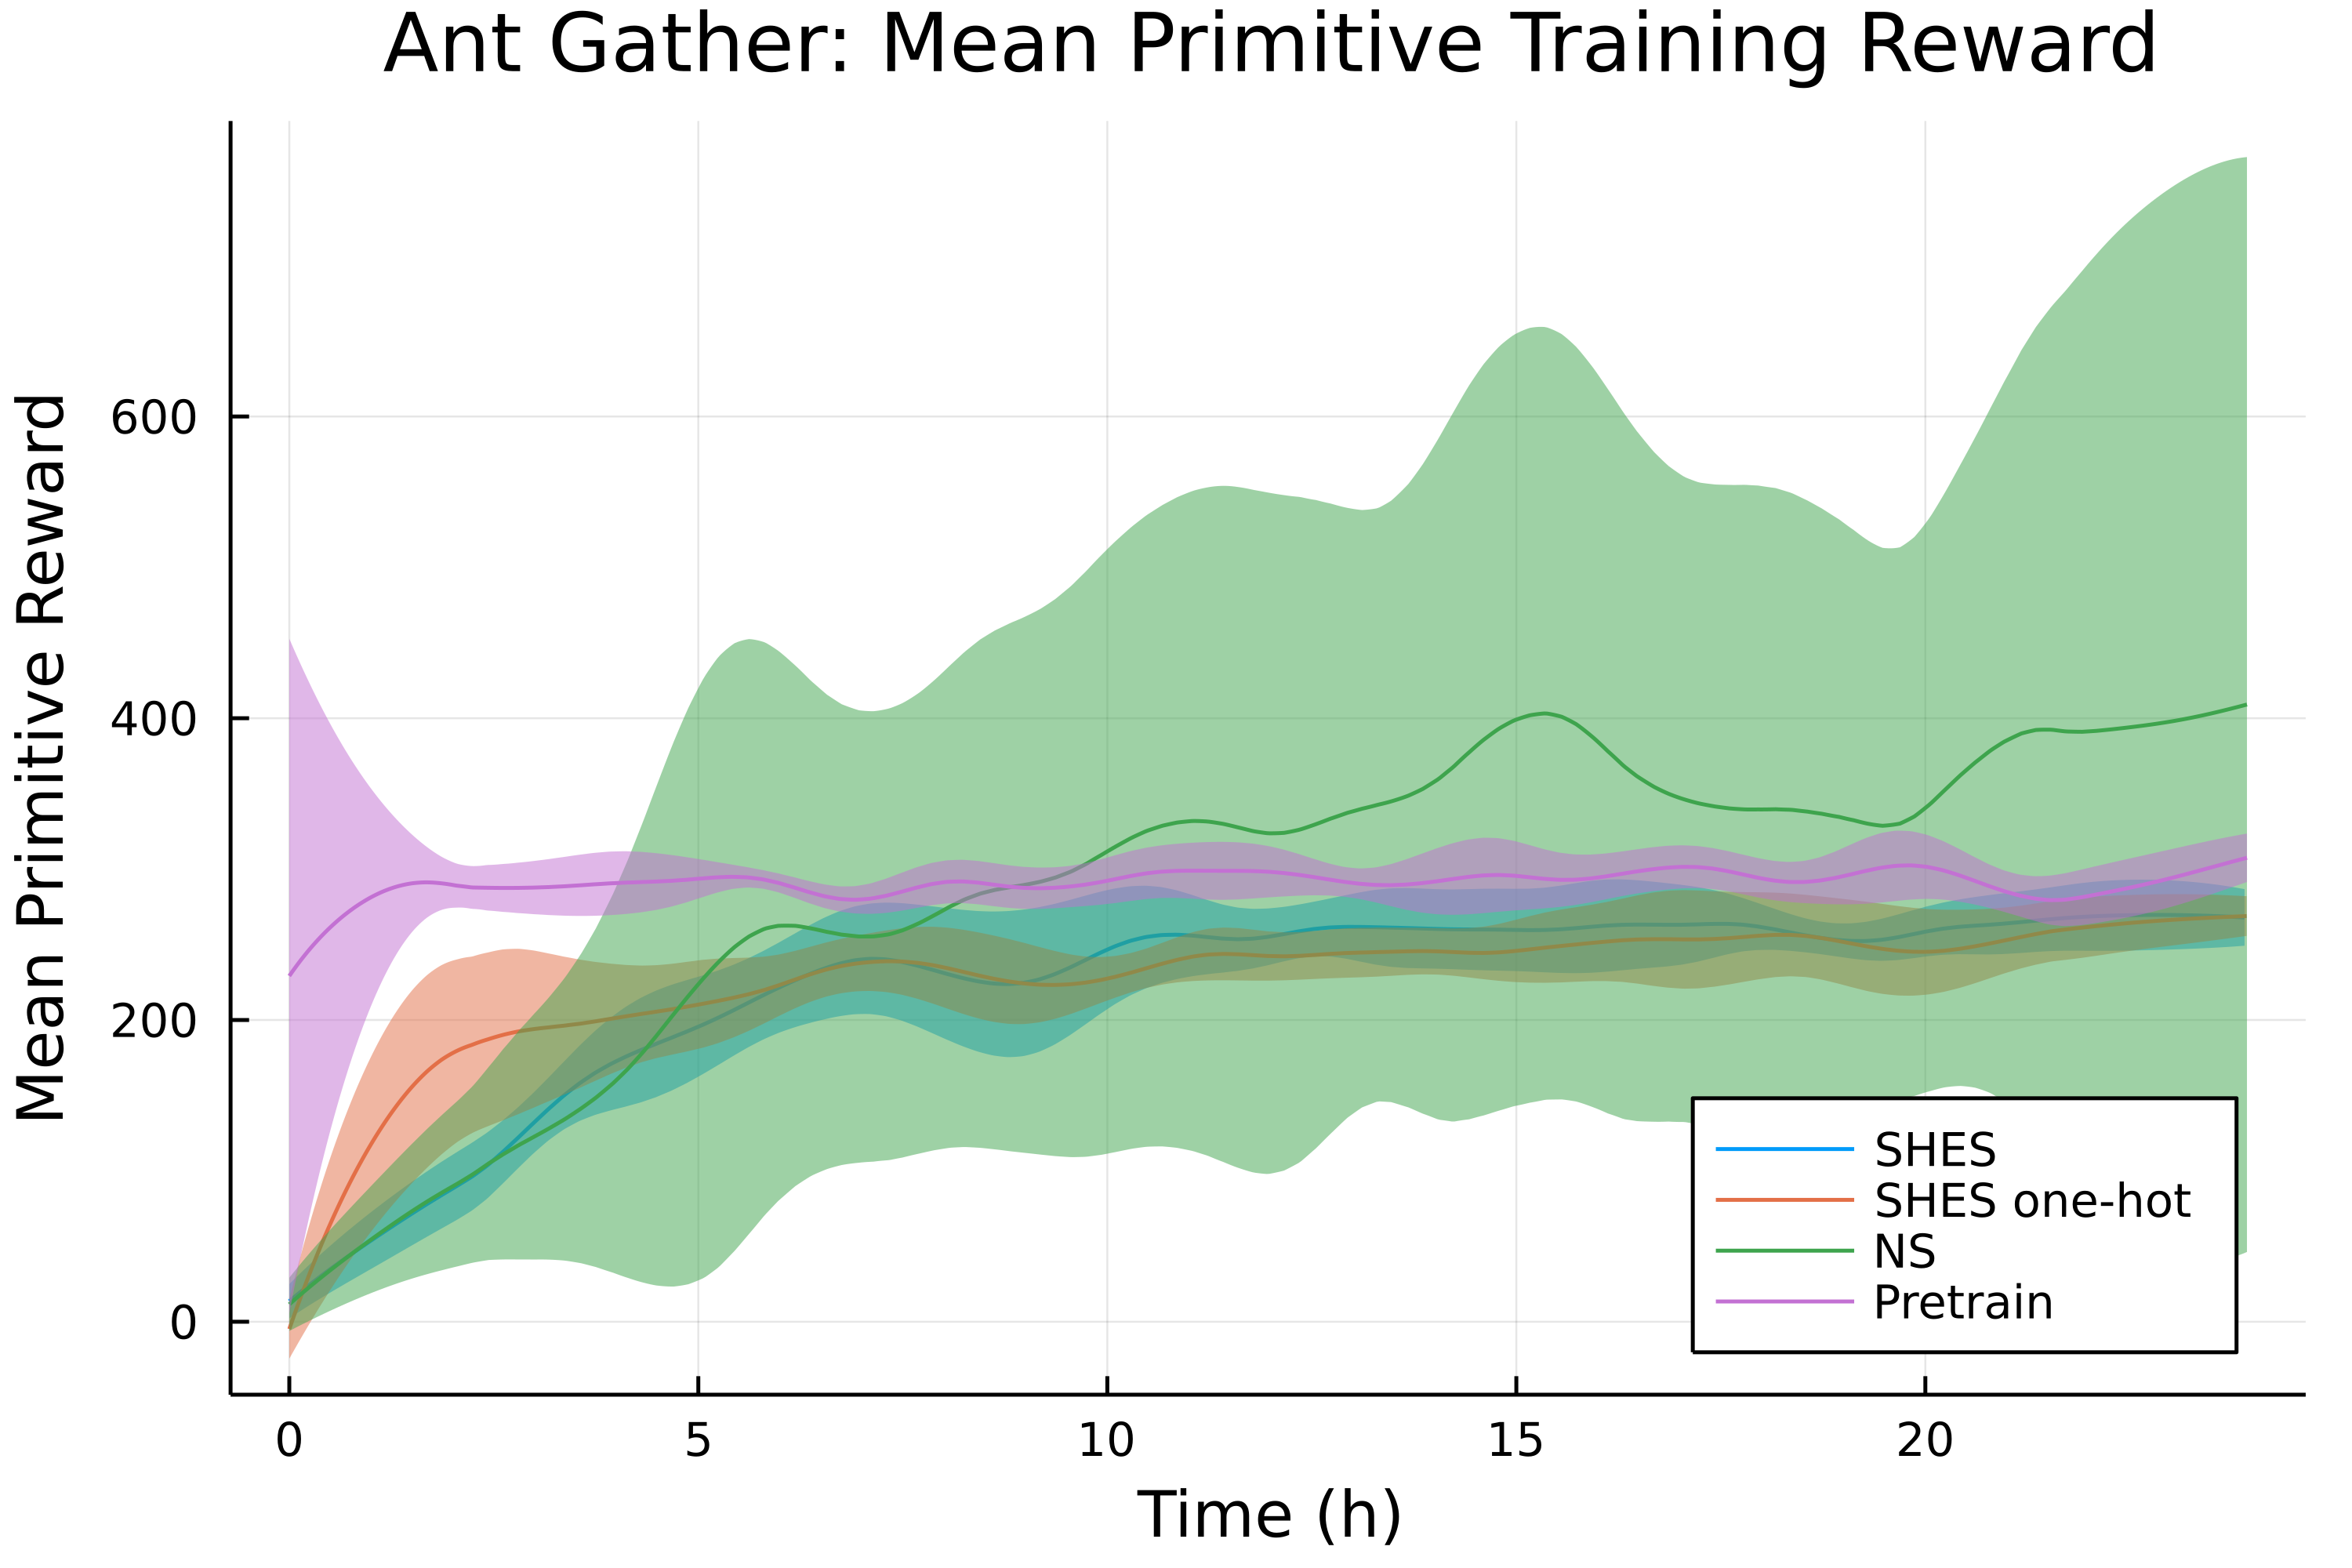 Ant Gather: Mean Primitive Training Reward
Mean Primitive Reward
600
400
200
0
0
5
10
15
20
Time (h)
SHES
SHES one-hot
NS
Pretrain